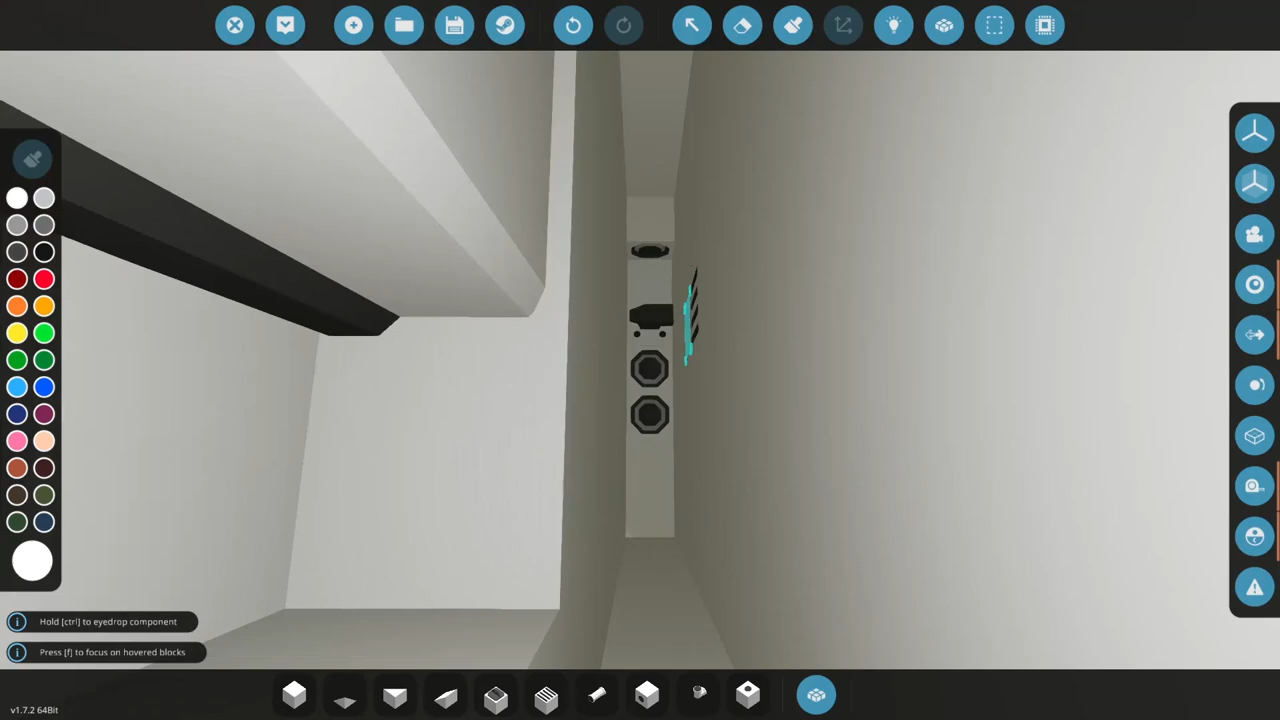 Hold [ctrl] to eyedrop component
Press [f] to focus on hovered blocks
v1.7.2 64Bit